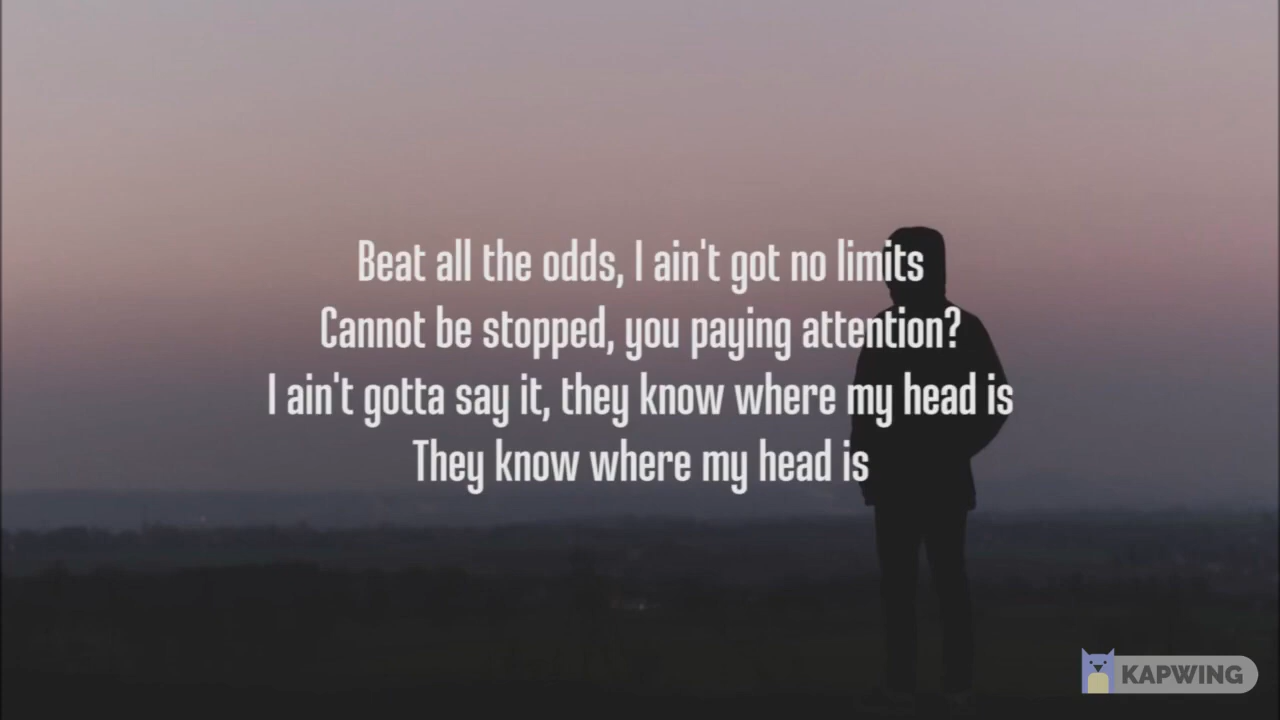 Beat all the odds, I ain't got no limits
Cannot be stopped, you paying attention?
I ain't gotta say it, they know where my head is
They know where my head is
KAPWING